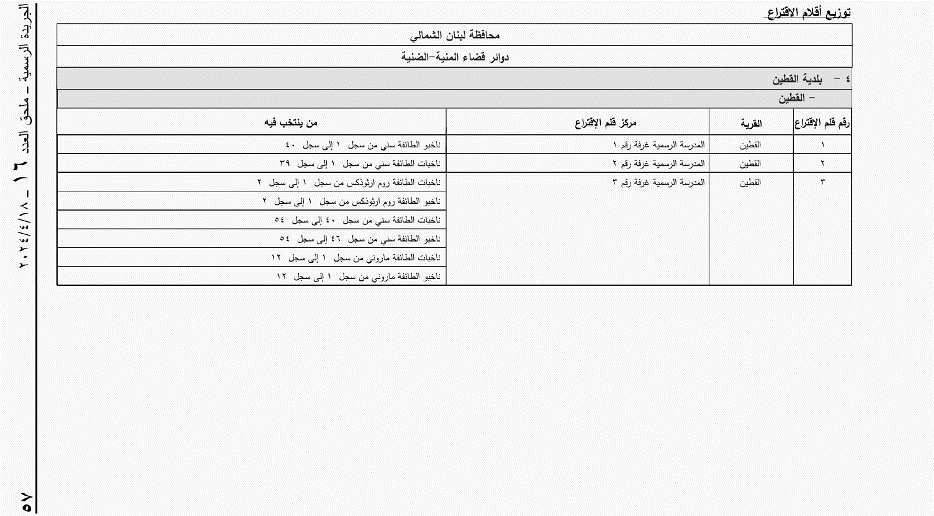 توزيع أقلام الاقتراع
محافظة لبنان الشمالي
دوائر قضاء المنية-الضنية
٤ - بلدية القطين
- القطين
رقم قلم الإقتراع القرية مركز قلم الإقتراع من ينتخب فيه
١ القطين المدرسة الرسمية غرفة رقم ١ ناخبو الطائفة سني من سجل ١ إلى سجل ٤٠
٢ القطين المدرسة الرسمية غرفة رقم ٢ ناخبات الطائفة سني من سجل ١ إلى سجل ٣٩
٣ القطين المدرسة الرسمية غرفة رقم ٣ ناخبات الطائفة روم ارثوذكس من سجل ١ إلى سجل ٢
ناخبو الطائفة روم ارثوذكس من سجل ١ إلى سجل ٢
ناخبات الطائفة سني من سجل ٤٠ إلى سجل ٥٤
ناخبو الطائفة سني من سجل ٤٦ إلى سجل ٥٤
ناخبات الطائفة ماروني من سجل ١ إلى سجل ١٢
ناخبو الطائفة ماروني من سجل ١ إلى سجل ١٢
الجريدة الرسمية - ملحق العدد ١٦ - ٢٠٢٤/٤/١٨
٥٧